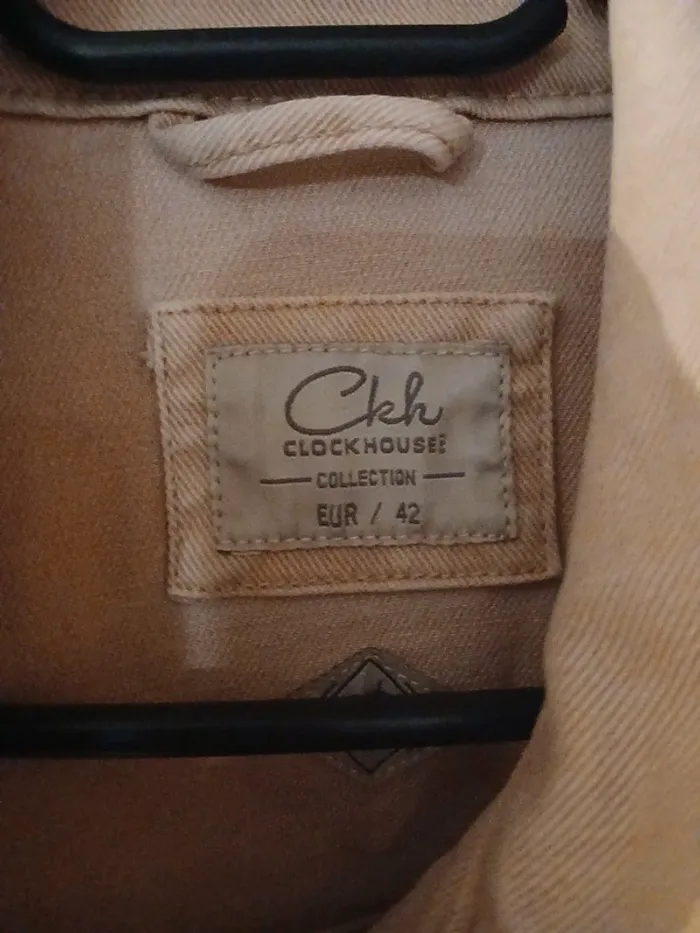 Ckh
CLOCKHOUSE
COLLECTION
EUR / 42